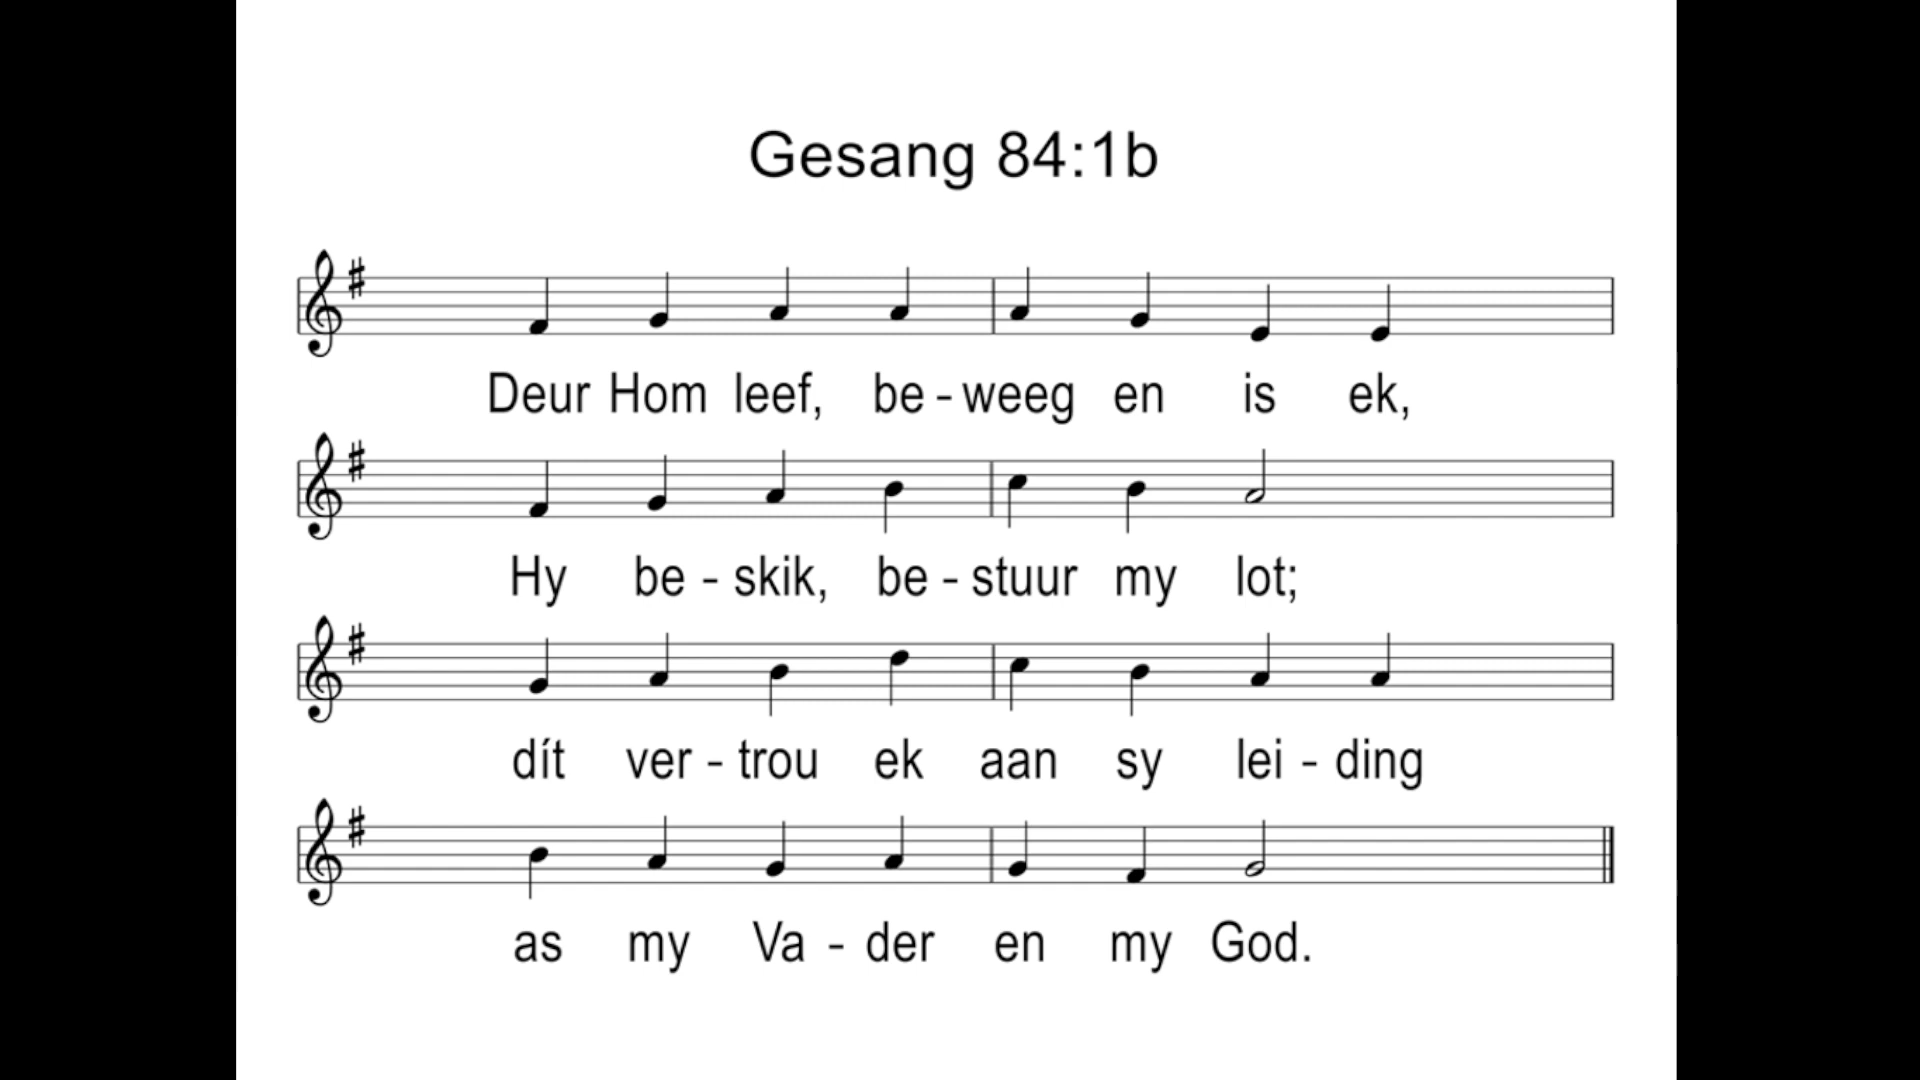 Gesang 84:1b
Deur Hom leef, be - weeg en is ek,
Hy be - skik, be - stuur my lot;
dít ver - trou ek aan sy lei - ding
as my Va - der en my God.